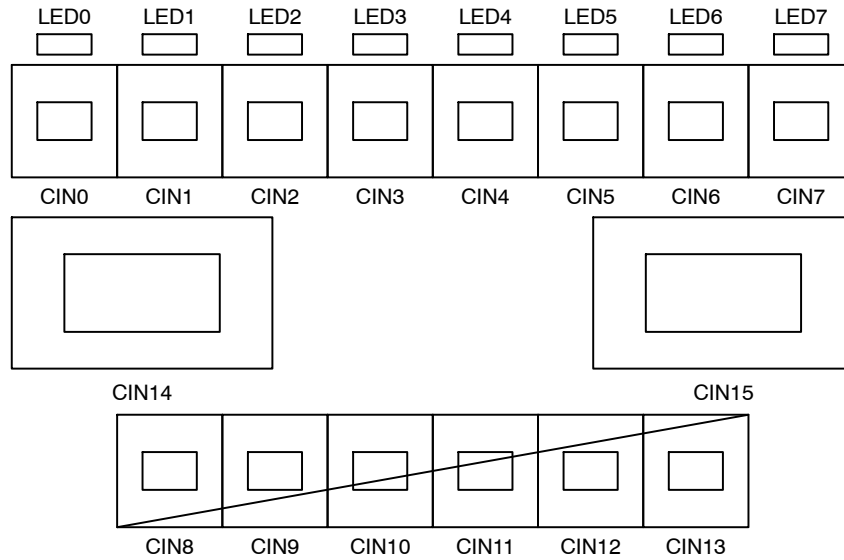 LED0 LED1 LED2 LED3 LED4 LED5 LED6 LED7
CIN0 CIN1 CIN2 CIN3 CIN4 CIN5 CIN6 CIN7
CIN14 CIN15
CIN8 CIN9 CIN10 CIN11 CIN12 CIN13